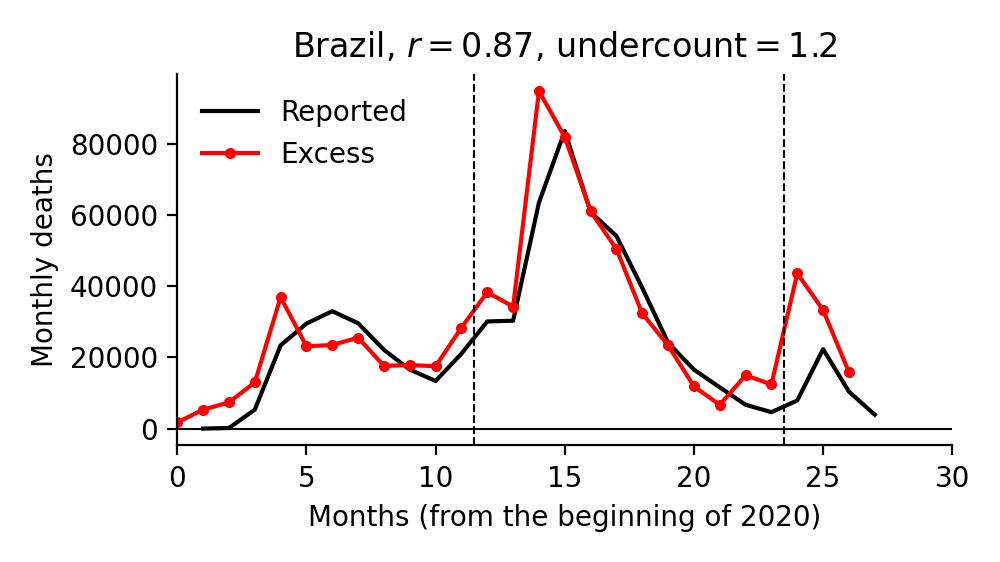 Brazil, r = 0.87, undercount = 1.2
Reported
Excess
Monthly deaths
80000
60000
40000
20000
0
0 5 10 15 20 25 30
Months (from the beginning of 2020)